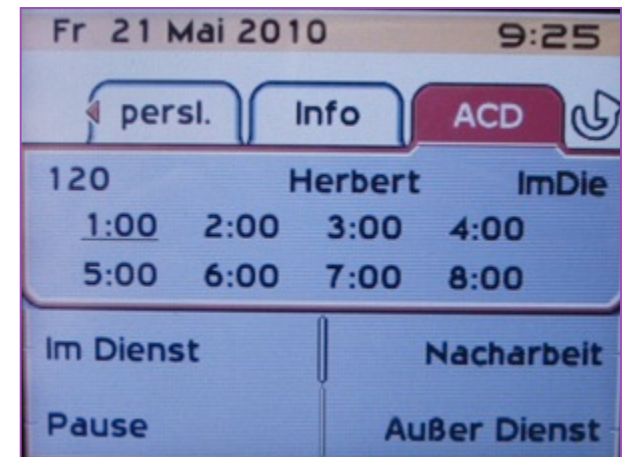 Fr 21 Mai 2010 9:25
persl. Info ACD
120 Herbert ImDie
1:00 2:00 3:00 4:00
5:00 6:00 7:00 8:00
Im Dienst Nacharbeit
Pause Außer Dienst